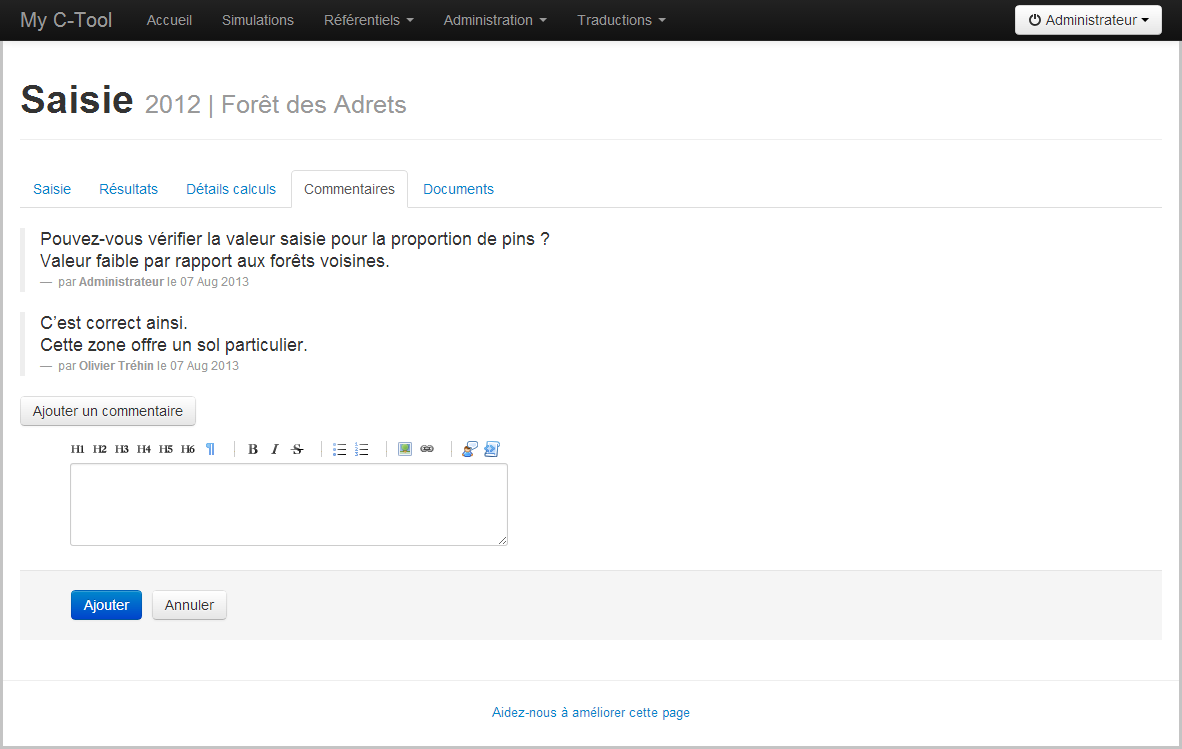 My C-Tool Accueil Simulations Référentiels Administration Traductions Administrateur
Saisie 2012 | Forêt des Adrets
Saisie Résultats Détails calculs Commentaires Documents
Pouvez-vous vérifier la valeur saisie pour la proportion de pins ?
Valeur faible par rapport aux forêts voisines.
— par Administrateur le 07 Aug 2013
C'est correct ainsi.
Cette zone offre un sol particulier.
— par Olivier Tréhin le 07 Aug 2013
Ajouter un commentaire
H1 H2 H3 H4 H5 H6 ¶ B I S
Ajouter Annuler
Aidez-nous à améliorer cette page